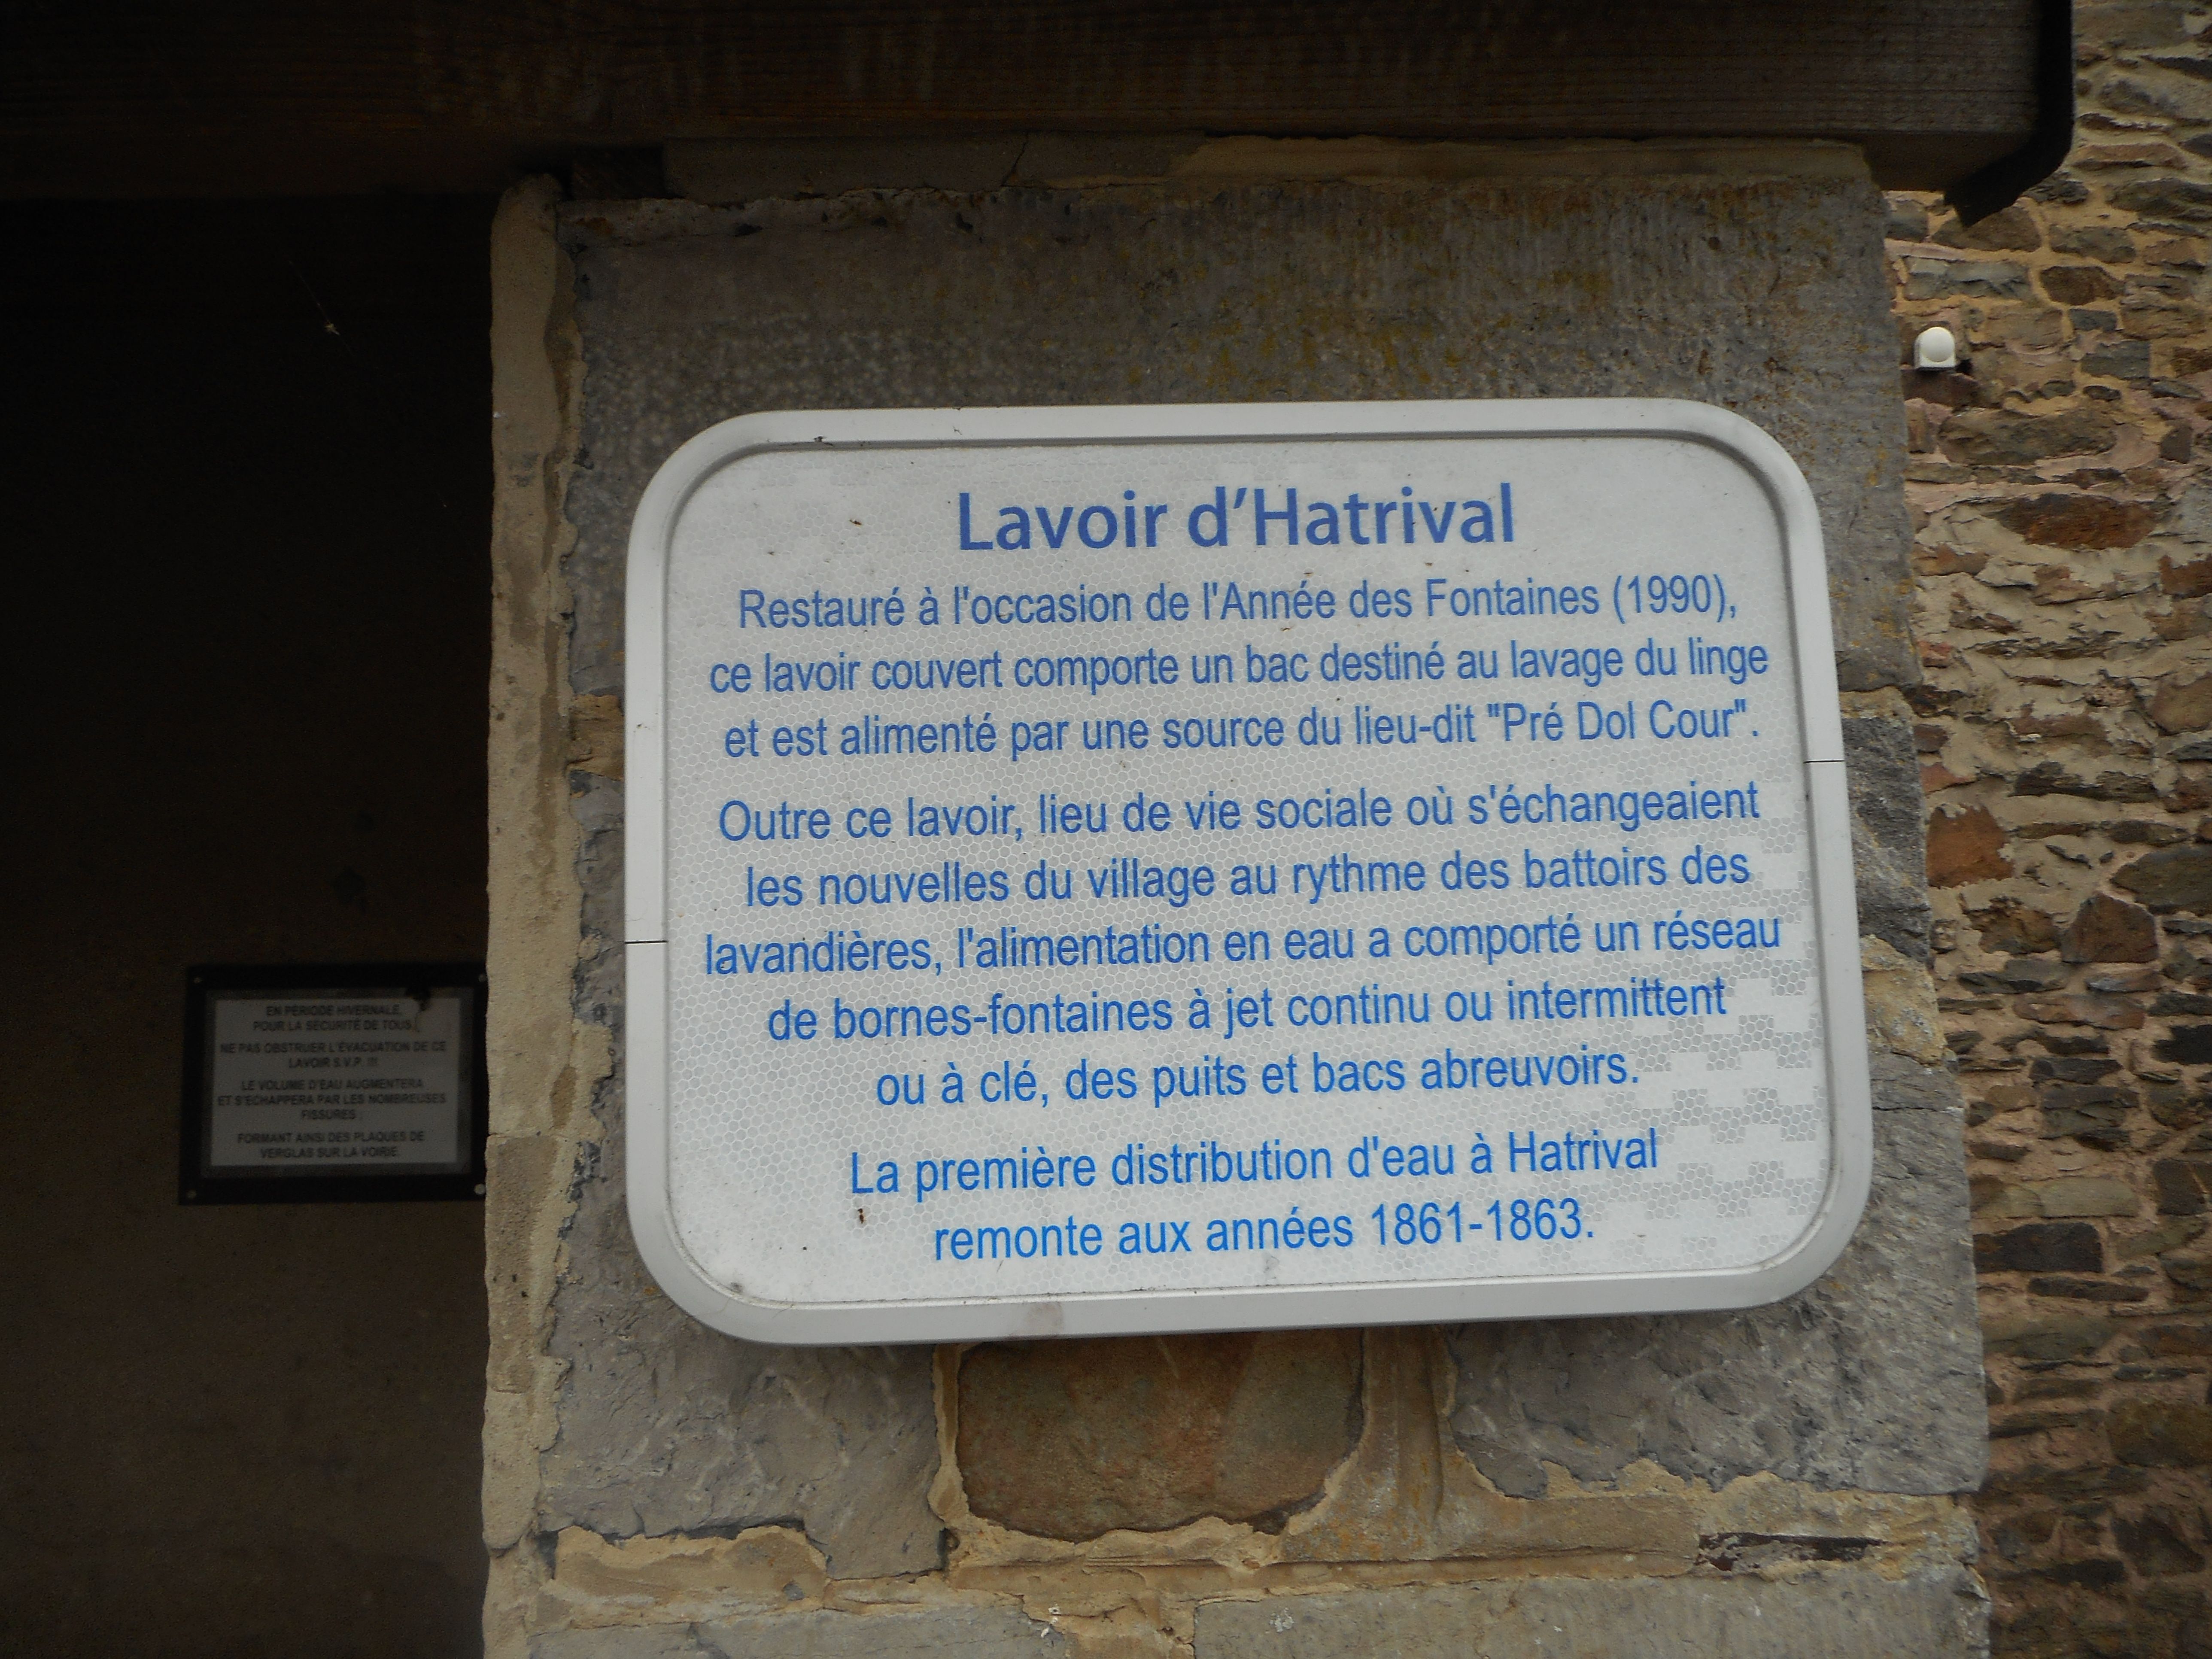 Lavoir d'Hatrival
Restauré à l'occasion de l'Année des Fontaines (1990),
ce lavoir couvert comporte un bac destiné au lavage du linge
et est alimenté par une source du lieu-dit "Pré Dol Cour".
Outre ce lavoir, lieu de vie sociale où s'échangeaient
les nouvelles du village au rythme des battoirs des
lavandières, l'alimentation en eau a comporté un réseau
de bornes-fontaines à jet continu ou intermittent
ou à clé, des puits et bacs abreuvoirs.
La première distribution d'eau à Hatrival
remonte aux années 1861-1863.
EN PERIODE HIVERNALE,
POUR LA SECURITE DE TOUS,
NE PAS OBSTRUER L'EVACUATION DE CE
LAVOIR S.V.P. !!!
LE VOLUME D'EAU AUGMENTERA
ET S'ECHAPPERA PAR LES NOMBREUSES
FISSURES ;
FORMANT AINSI DES PLAQUES DE
VERGLAS SUR LA VOIRIE.